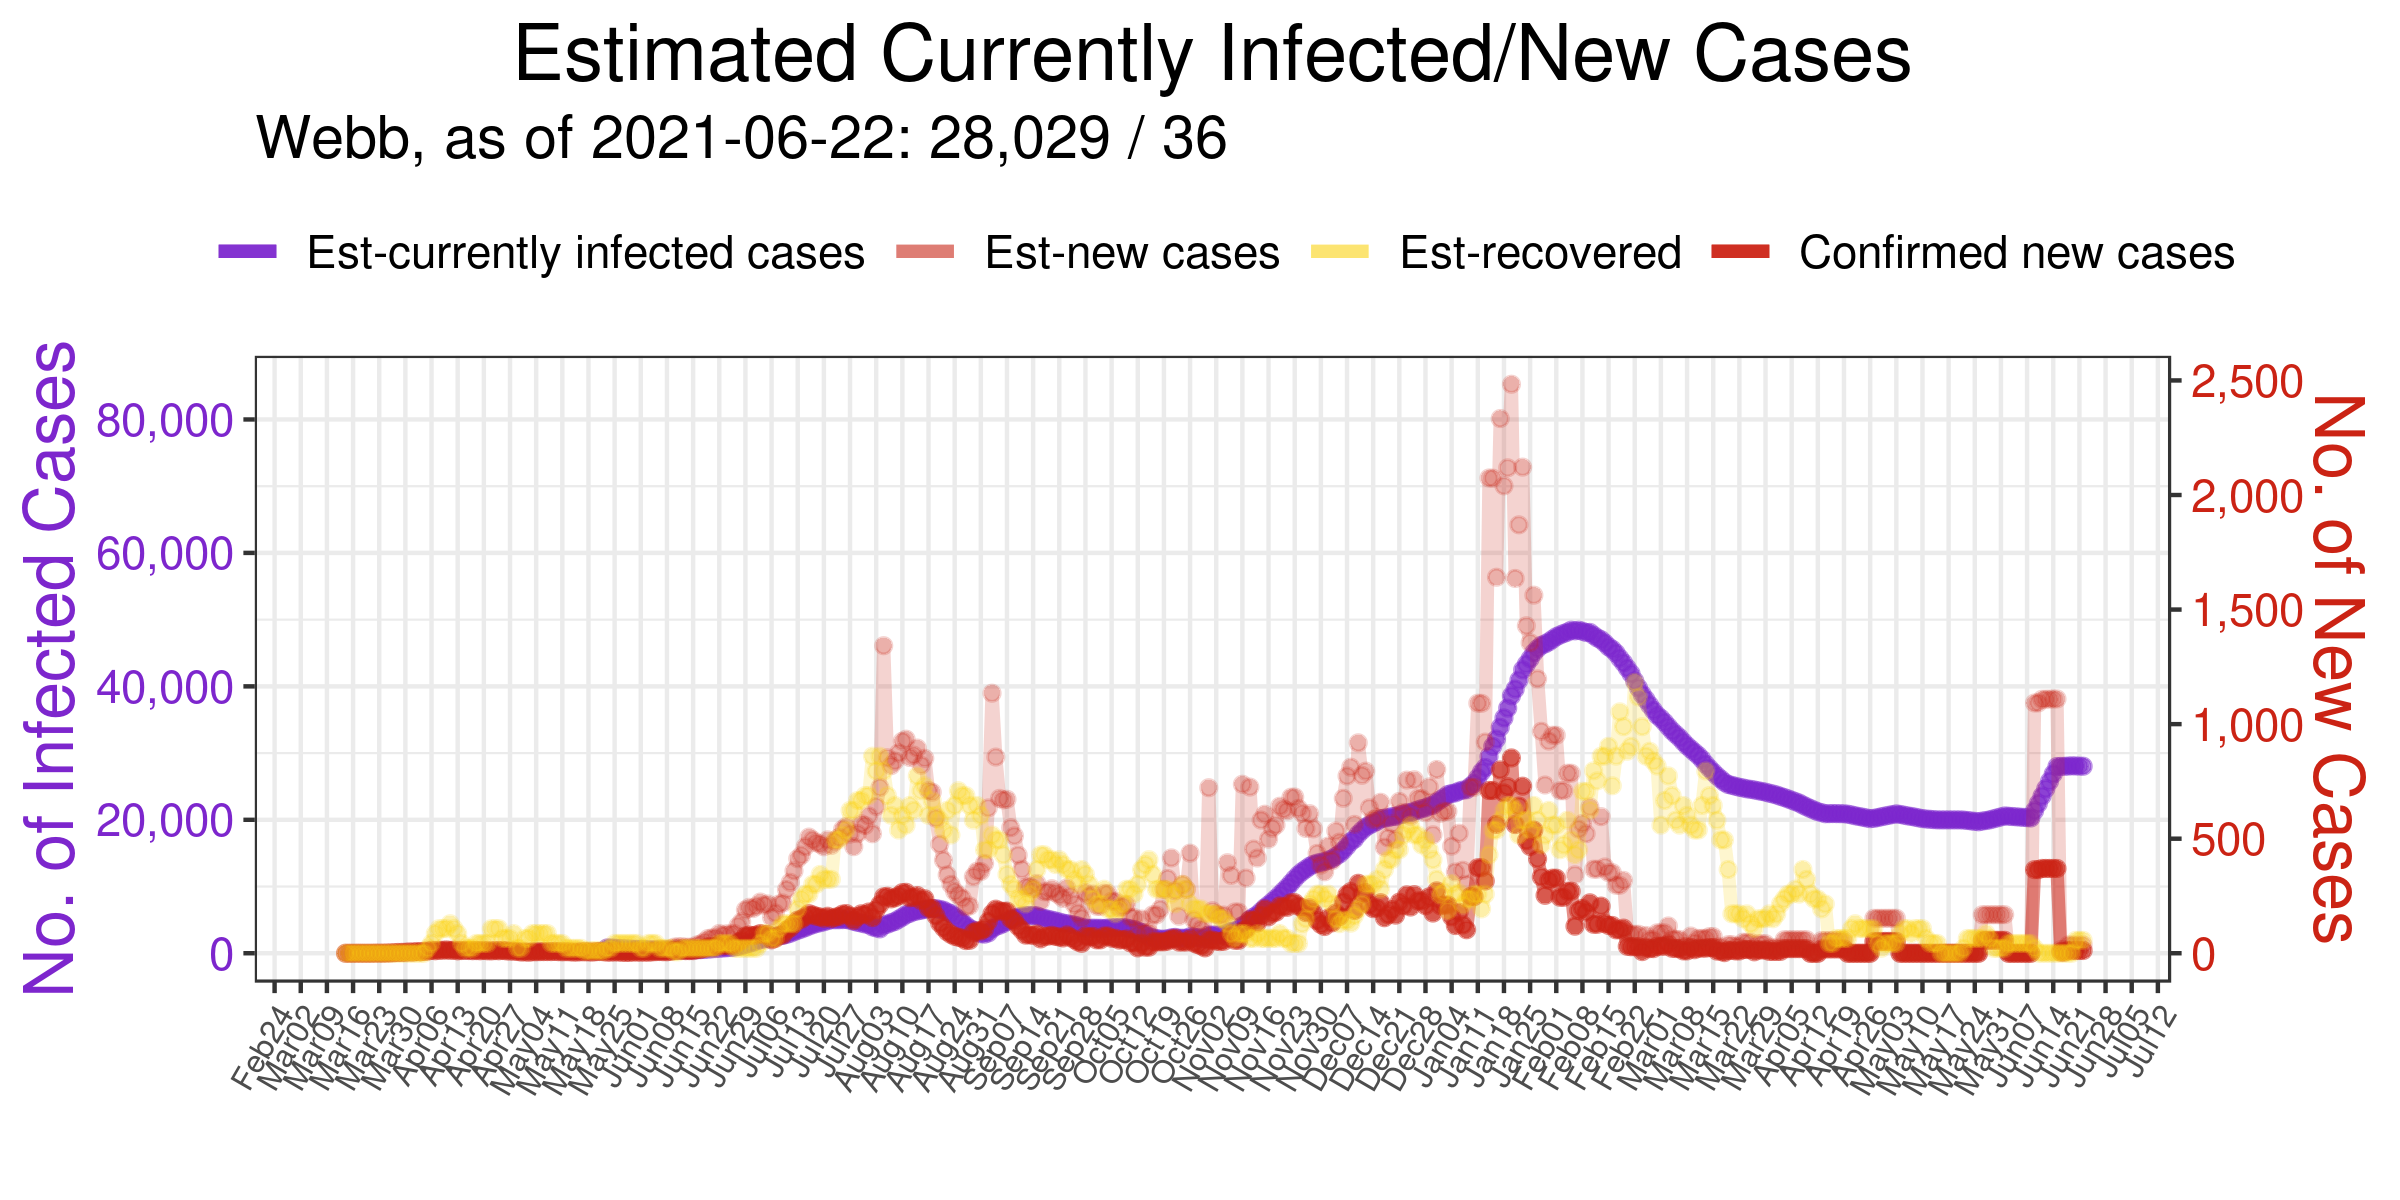 Estimated Currently Infected/New Cases
Webb, as of 2021-06-22: 28,029 / 36
Est-currently infected cases Est-new cases Est-recovered Confirmed new cases
No. of Infected Cases
80,000
60,000
40,000
20,000
0
2,500
2,000
1,500
1,000
500
0
No. of New Cases
Feb24
Mar02
Mar09
Mar16
Mar23
Mar30
Apr06
Apr13
Apr20
Apr27
May04
May11
May18
May25
Jun01
Jun08
Jun15
Jun22
Jun29
Jul06
Jul13
Jul20
Jul27
Aug03
Aug10
Aug17
Aug24
Aug31
Sep07
Sep14
Sep21
Sep28
Oct05
Oct12
Oct19
Oct26
Nov02
Nov09
Nov16
Nov23
Nov30
Dec07
Dec14
Dec21
Dec28
Jan04
Jan11
Jan18
Jan25
Feb01
Feb08
Feb15
Feb22
Mar01
Mar08
Mar15
Mar22
Mar29
Apr05
Apr12
Apr19
Apr26
May03
May10
May17
May24
May31
Jun07
Jun14
Jun21
Jun28
Jul05
Jul12